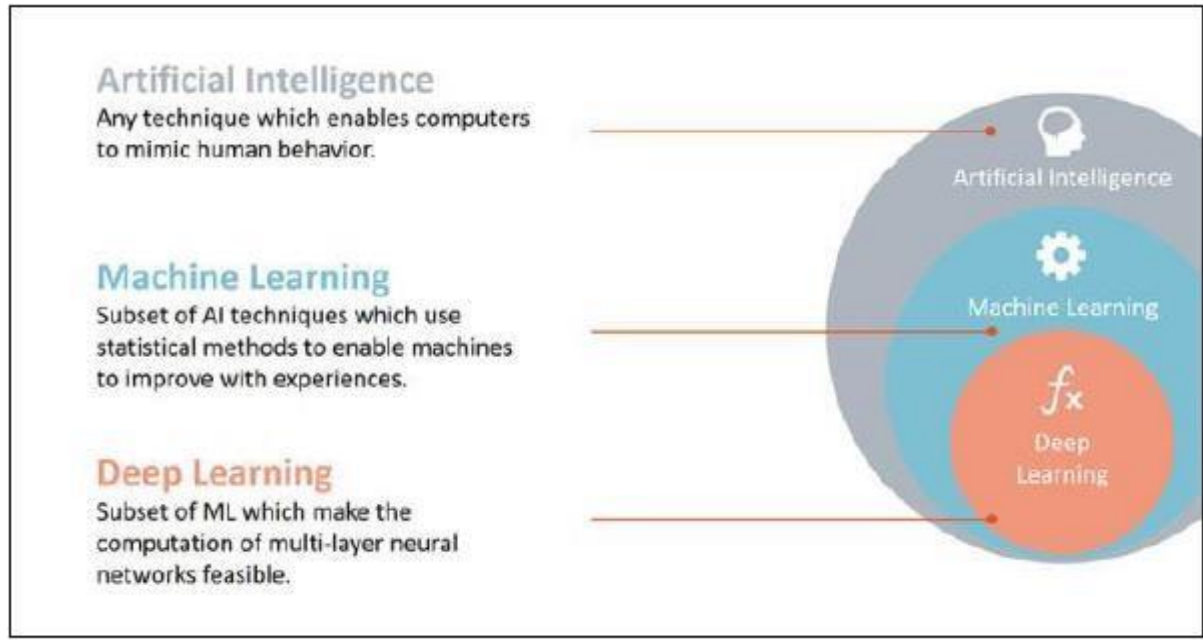 Artificial Intelligence
Any technique which enables computers
to mimic human behavior.
Machine Learning
Subset of AI techniques which use
statistical methods to enable machines
to improve with experiences.
Deep Learning
Subset of ML which make the
computation of multi-layer neural
networks feasible.
Artificial Intelligence
Machine Learning
fx
Deep
Learning